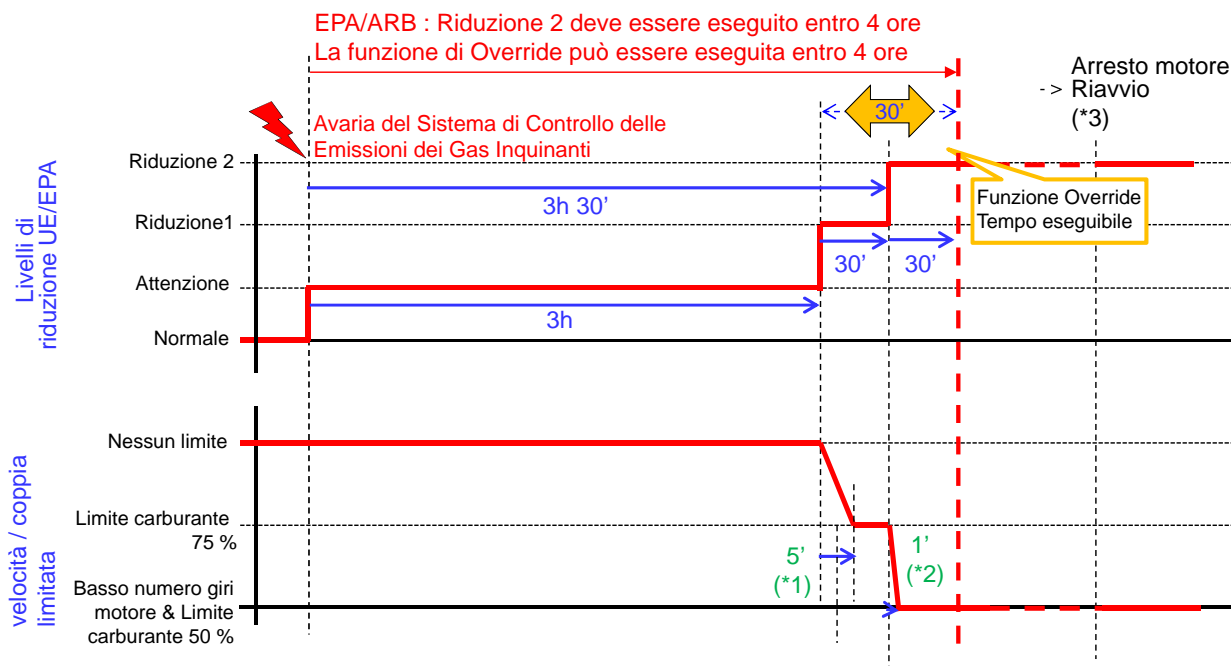 EPA/ARB : Riduzione 2 deve essere eseguito entro 4 ore
La funzione di Override può essere eseguita entro 4 ore
Arresto motore
- > Riavvio
(*3)
30’
Avaria del Sistema di Controllo delle
Emissioni dei Gas Inquinanti
Livelli di
riduzione UE/EPA
Riduzione 2
Riduzione1
Attenzione
Normale
3h 30’
Funzione Override
Tempo eseguibile
30’
30’
3h
velocità / coppia
limitata
Nessun limite
Limite carburante
75 %
Basso numero giri
motore & Limite
carburante 50 %
5’
(*1)
1’
(*2)